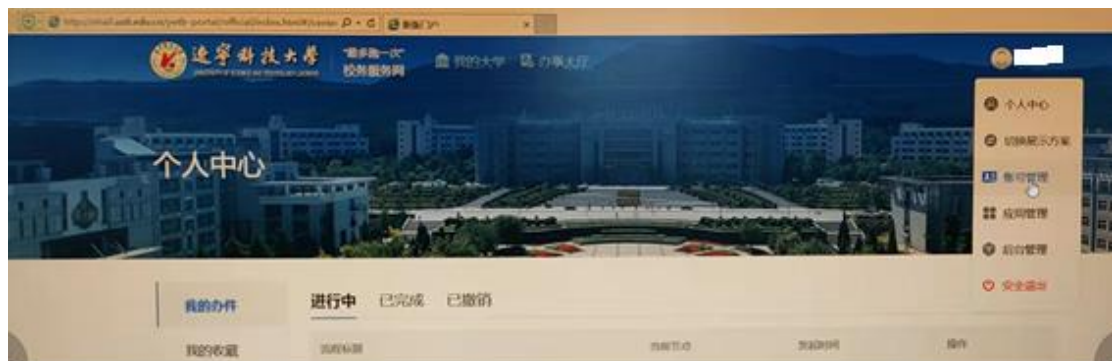 辽宁科技大学
"最多跑一次"
校务服务网
我的大学 办事大厅
个人中心
个人中心
切换展示方案
账号管理
应用管理
后台管理
安全退出
我的办件
进行中 已完成 已撤销
我的收藏
流程标题 当前节点 发起时间 操作